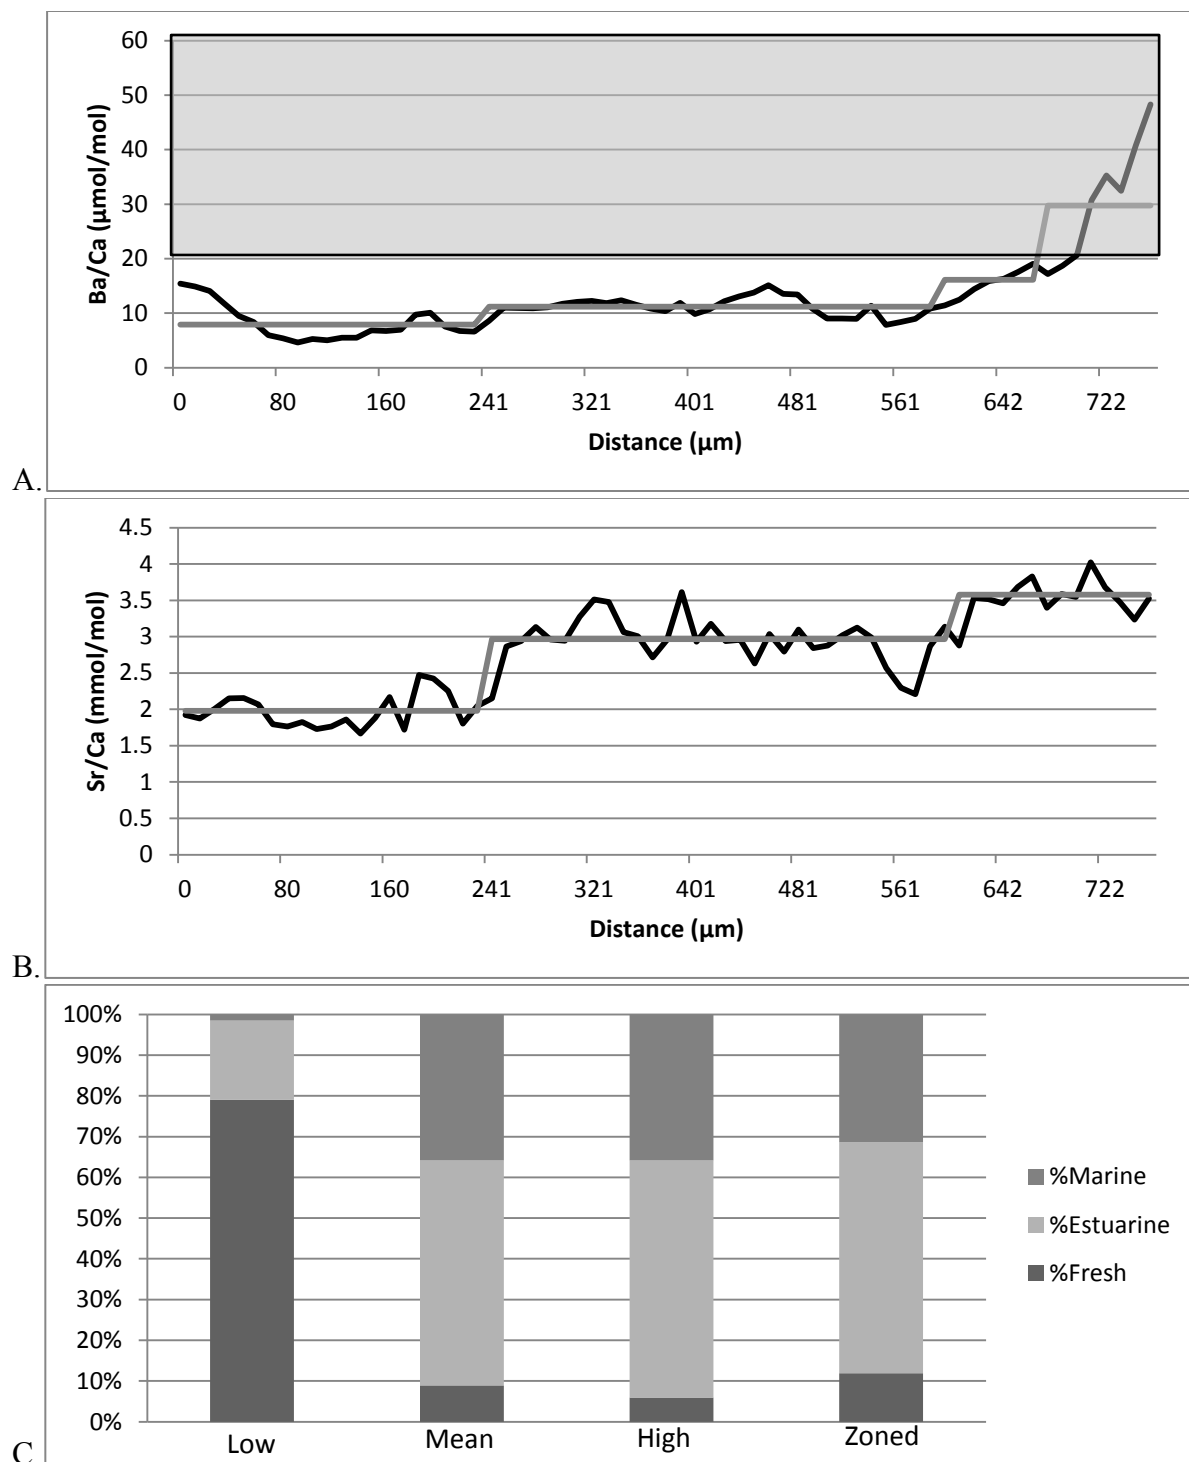 60
50
40
30
20
10
0
Ba/Ca (µmol/mol)
0 80 160 241 321 401 481 561 642 722
Distance (µm)
A.
4.5
4
3.5
3
2.5
2
1.5
1
0.5
0
Sr/Ca (mmol/mol)
0 80 160 241 321 401 481 561 642 722
Distance (µm)
B.
100%
90%
80%
70%
60%
50%
40%
30%
20%
10%
0%
Low Mean High Zoned
%Marine
%Estuarine
%Fresh
C